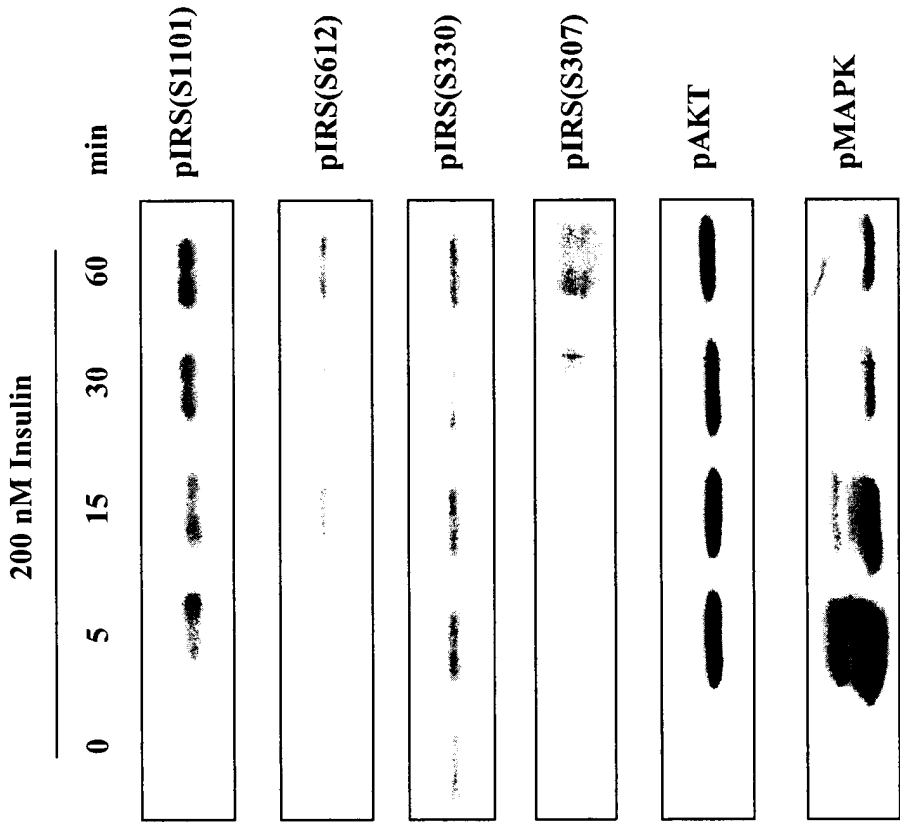 200 nM Insulin
0 5 15 30 60 min
pIRS(S1101)
pIRS(S612)
pIRS(S330)
pIRS(S307)
pAKT
pMAPK